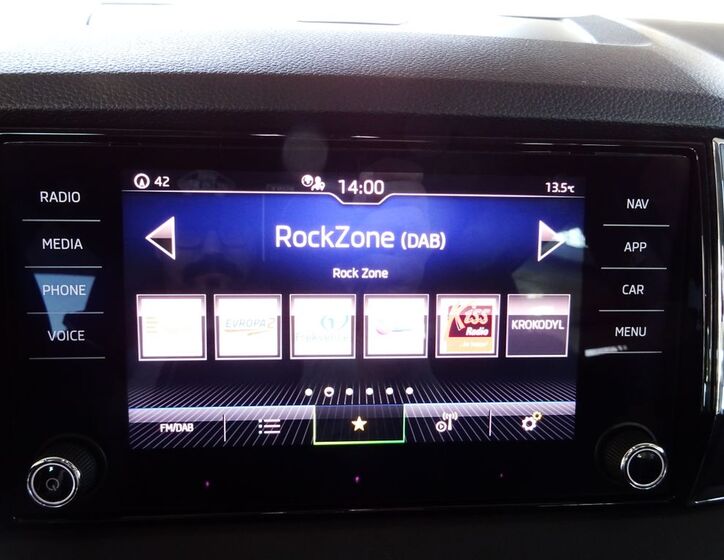 RADIO
MEDIA
PHONE
VOICE
42
14:00
13.5°C
RockZone (DAB)
Rock Zone
EVROPA 2
Kiss
Radio
KROKODYL
FM/DAB
NAV
APP
CAR
MENU